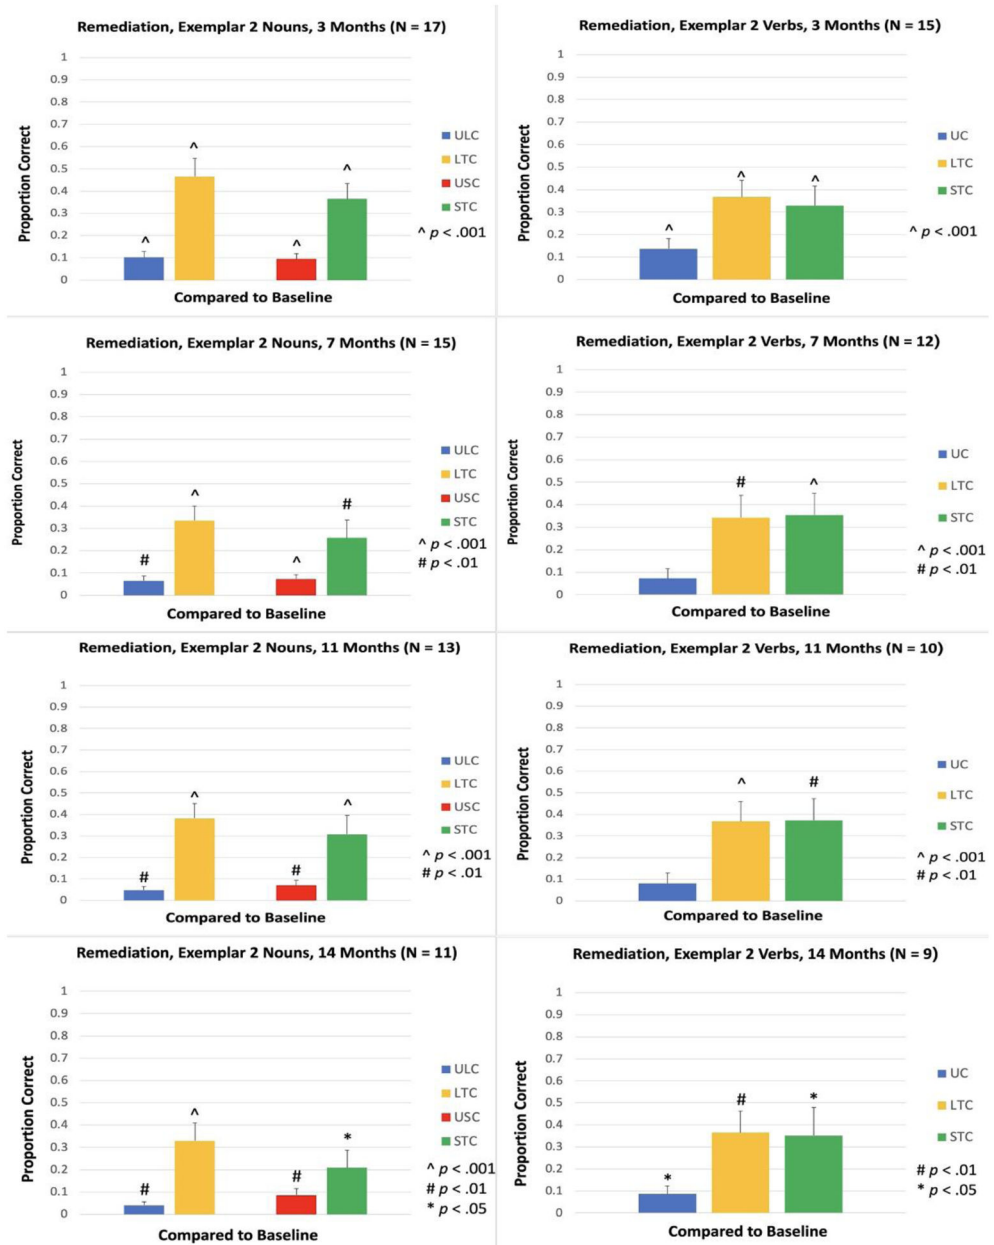 Remediation, Exemplar 2 Nouns, 3 Months (N = 17)
Proportion Correct
1
0.9
0.8
0.7
0.6
0.5
0.4
0.3
0.2
0.1
0
^
^
^
^
ULC
LTC
USC
STC
^ p < .001
Compared to Baseline
Remediation, Exemplar 2 Verbs, 3 Months (N = 15)
Proportion Correct
1
0.9
0.8
0.7
0.6
0.5
0.4
0.3
0.2
0.1
0
^
^
^
UC
LTC
STC
^ p < .001
Compared to Baseline
Remediation, Exemplar 2 Nouns, 7 Months (N = 15)
Proportion Correct
1
0.9
0.8
0.7
0.6
0.5
0.4
0.3
0.2
0.1
0
#
^
^
#
ULC
LTC
USC
STC
^ p < .001
# p < .01
Compared to Baseline
Remediation, Exemplar 2 Verbs, 7 Months (N = 12)
Proportion Correct
1
0.9
0.8
0.7
0.6
0.5
0.4
0.3
0.2
0.1
0
#
^
UC
LTC
STC
^ p < .001
# p < .01
Compared to Baseline
Remediation, Exemplar 2 Nouns, 11 Months (N = 13)
Proportion Correct
1
0.9
0.8
0.7
0.6
0.5
0.4
0.3
0.2
0.1
0
#
^
#
^
ULC
LTC
USC
STC
^ p < .001
# p < .01
Compared to Baseline
Remediation, Exemplar 2 Verbs, 11 Months (N = 10)
Proportion Correct
1
0.9
0.8
0.7
0.6
0.5
0.4
0.3
0.2
0.1
0
^
#
UC
LTC
STC
^ p < .001
# p < .01
Compared to Baseline
Remediation, Exemplar 2 Nouns, 14 Months (N = 11)
Proportion Correct
1
0.9
0.8
0.7
0.6
0.5
0.4
0.3
0.2
0.1
0
#
^
#
*
ULC
LTC
USC
STC
^ p < .001
# p < .01
* p < .05
Compared to Baseline
Remediation, Exemplar 2 Verbs, 14 Months (N = 9)
Proportion Correct
1
0.9
0.8
0.7
0.6
0.5
0.4
0.3
0.2
0.1
0
*
#
*
UC
LTC
STC
# p < .01
* p < .05
Compared to Baseline